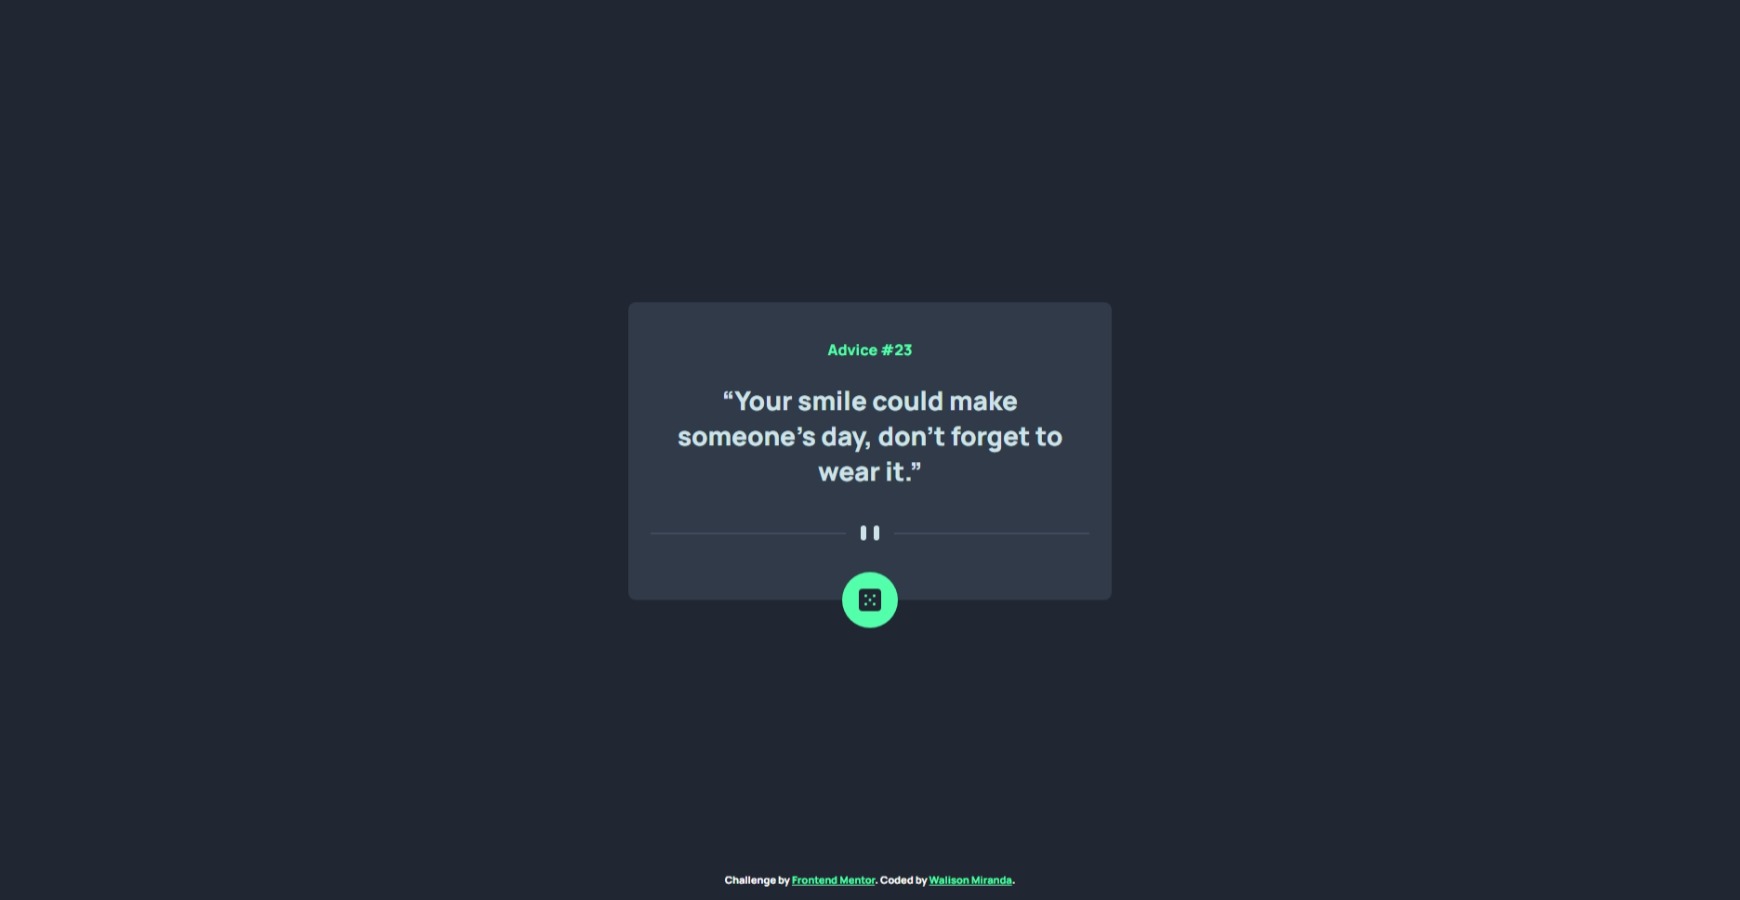 Advice #23
“Your smile could make
someone’s day, don’t forget to
wear it.”
Challenge by Frontend Mentor. Coded by Walison Miranda.